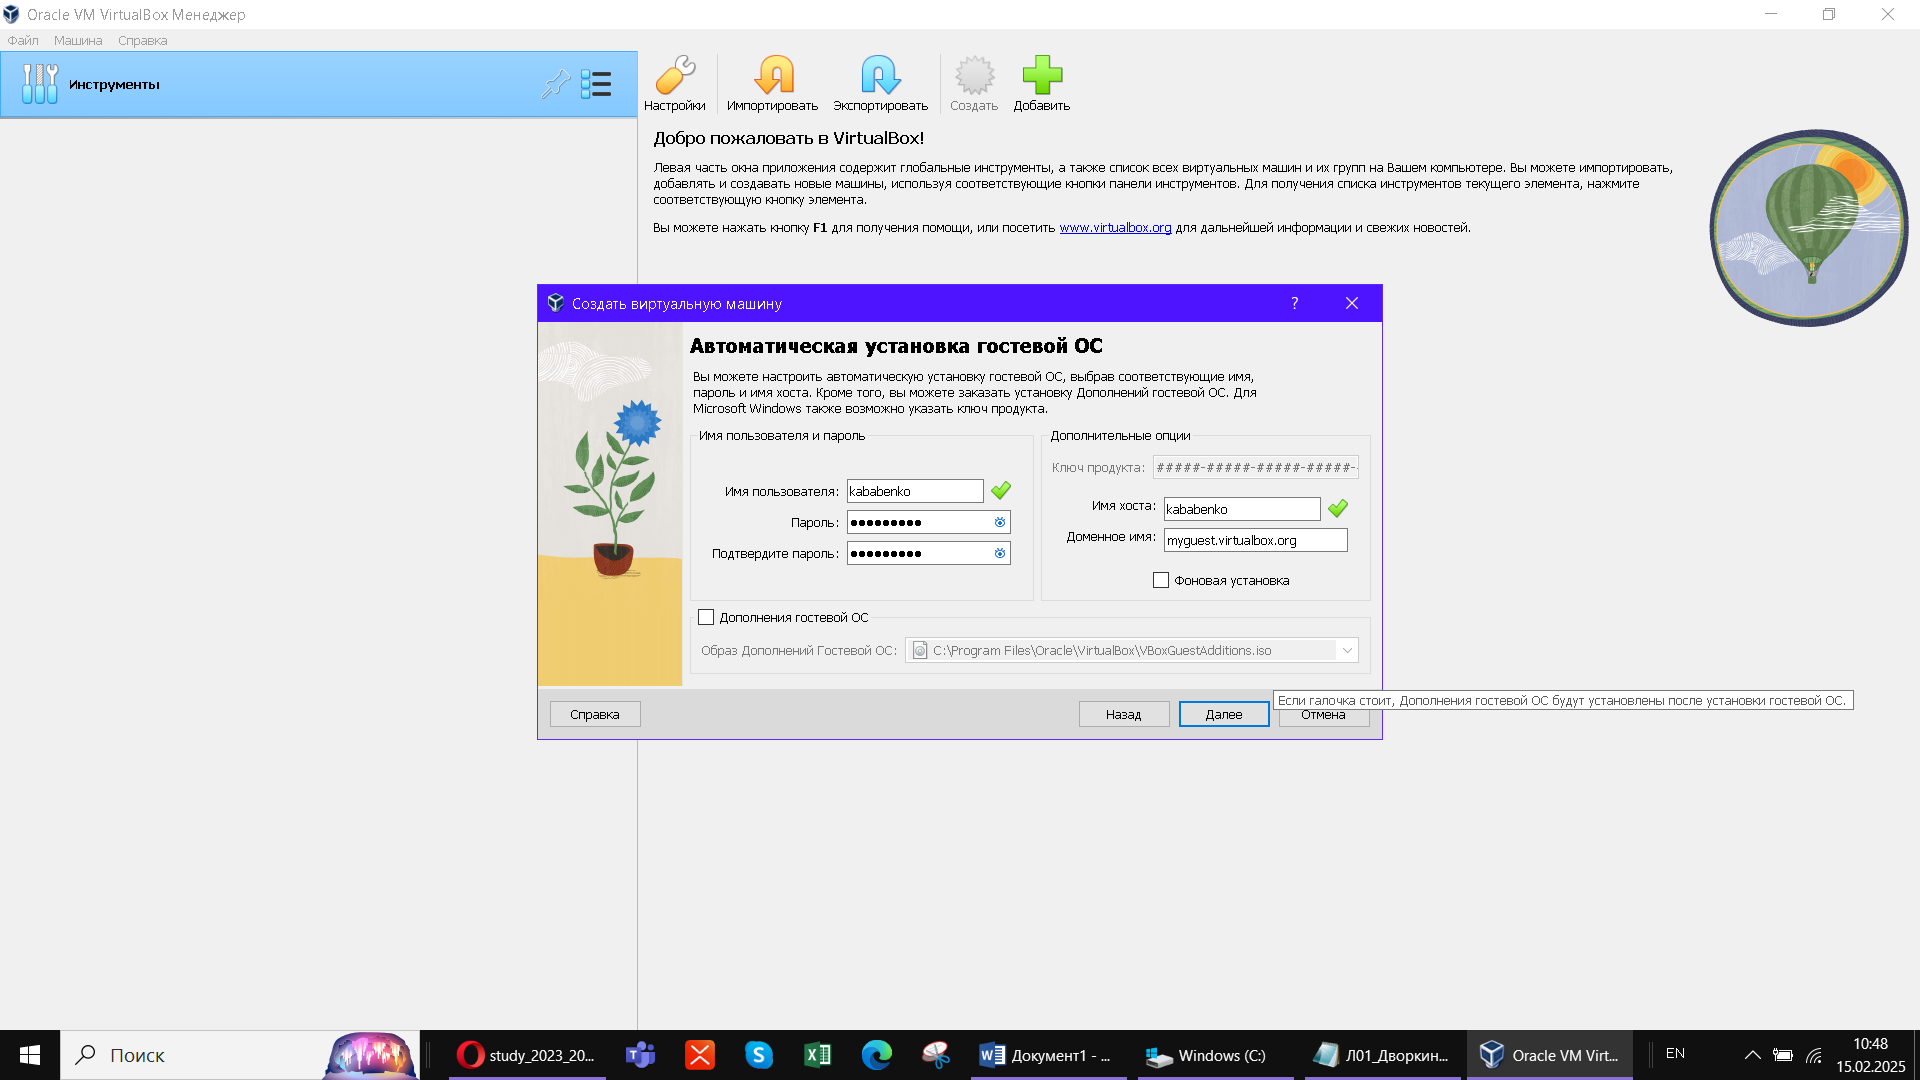 Oracle VM VirtualBox Менеджер
Файл Машина Справка
Инструменты
Настройки Импортировать Экспортировать Создать Добавить
Добро пожаловать в VirtualBox!
Левая часть окна приложения содержит глобальные инструменты, а также список всех виртуальных машин и их групп на Вашем компьютере. Вы можете импортировать,
добавлять и создавать новые машины, используя соответствующие кнопки панели инструментов. Для получения списка инструментов текущего элемента, нажмите
соответствующую кнопку элемента.
Вы можете нажать кнопку F1 для получения помощи, или посетить www.virtualbox.org для дальнейшей информации и свежих новостей.
Создать виртуальную машину ?
Автоматическая установка гостевой ОС
Вы можете настроить автоматическую установку гостевой ОС, выбрав соответствующие имя,
пароль и имя хоста. Кроме того, вы можете заказать установку Дополнений гостевой ОС. Для
Microsoft Windows также возможно указать ключ продукта.
Имя пользователя и пароль
Имя пользователя: kababenko
Пароль: ●●●●●●●●●
Подтвердите пароль: ●●●●●●●●●
Дополнительные опции
Ключ продукта: #####-#####-#####-#####-
Имя хоста: kababenko
Доменное имя: myguest.virtualbox.org
Фоновая установка
Дополнения гостевой ОС
Образ Дополнений Гостевой ОС: C:\Program Files\Oracle\VirtualBox\VBoxGuestAdditions.iso
Если галочка стоит, Дополнения гостевой ОС будут установлены после установки гостевой ОС.
Справка Назад Далее Отмена
Поиск
study_2023_20...
Документ1 - ...
Windows (C:)
Л01_Дворкин...
Oracle VM Virt...
EN
10:48
15.02.2025